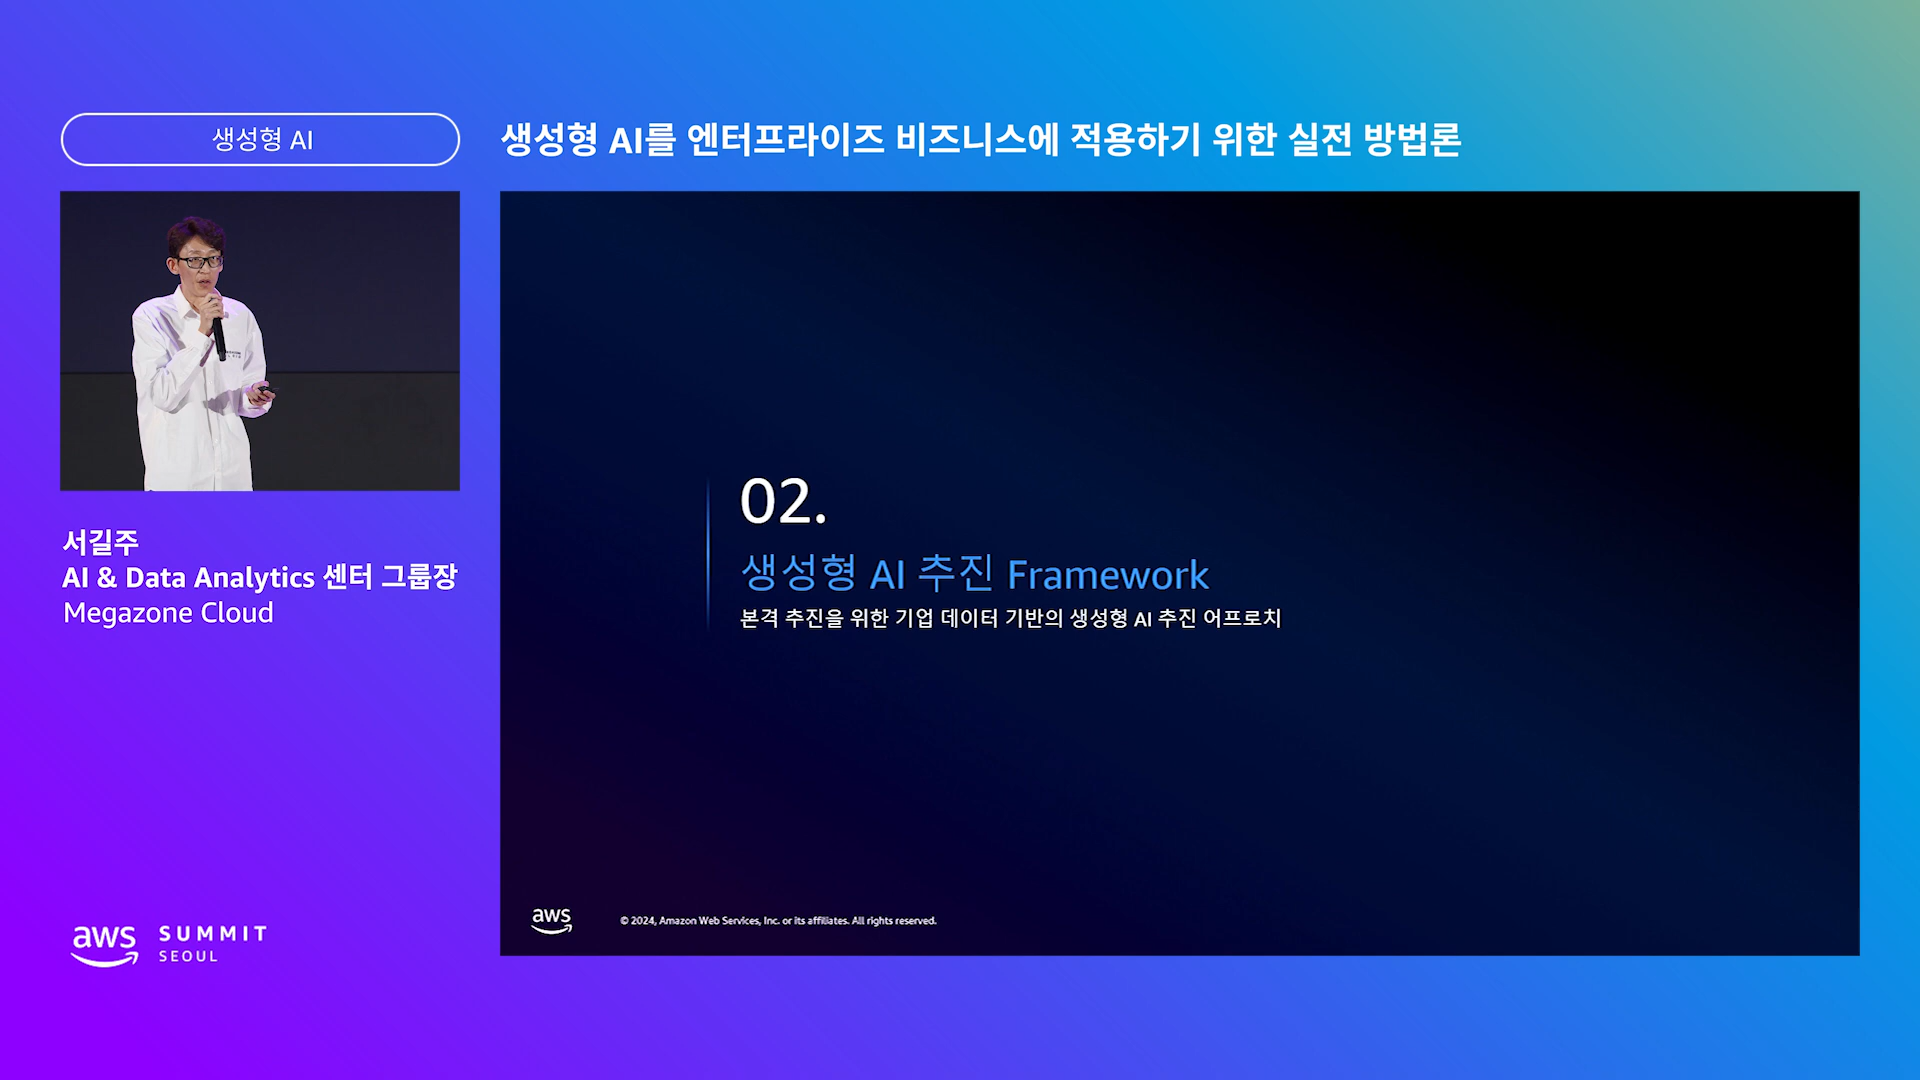 생성형 AI
생성형 AI를 엔터프라이즈 비즈니스에 적용하기 위한 실전 방법론
서길주
AI & Data Analytics 센터 그룹장
Megazone Cloud
02.
생성형 AI 추진 Framework
본격 추진을 위한 기업 데이터 기반의 생성형 AI 추진 어프로치
aws
© 2024, Amazon Web Services, Inc. or its affiliates. All rights reserved.
aws SUMMIT
SEOUL